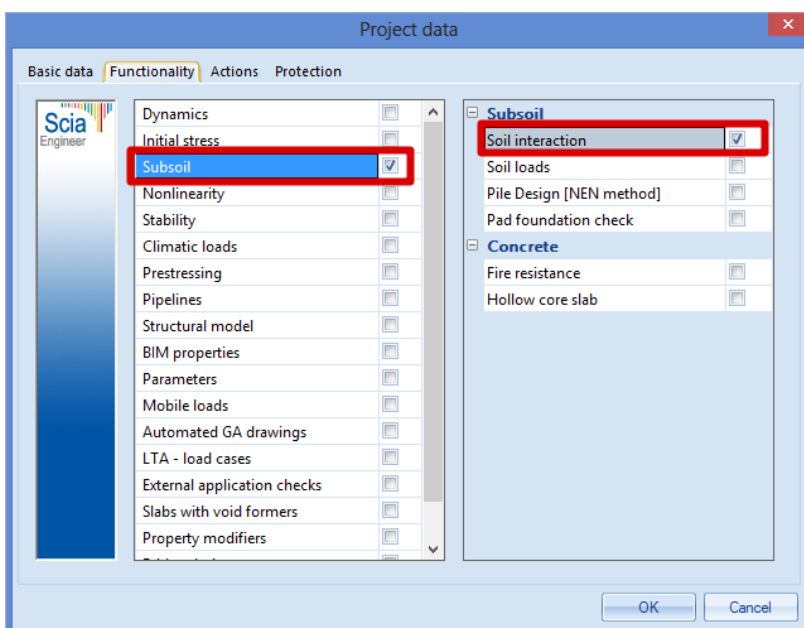 Project data
Basic data Functionality Actions Protection
Scia
Engineer
Dynamics
Initial stress
Subsoil
Nonlinearity
Stability
Climatic loads
Prestressing
Pipelines
Structural model
BIM properties
Parameters
Mobile loads
Automated GA drawings
LTA - load cases
External application checks
Slabs with void formers
Property modifiers
Subsoil
Soil interaction
Soil loads
Pile Design [NEN method]
Pad foundation check
Concrete
Fire resistance
Hollow core slab
OK Cancel